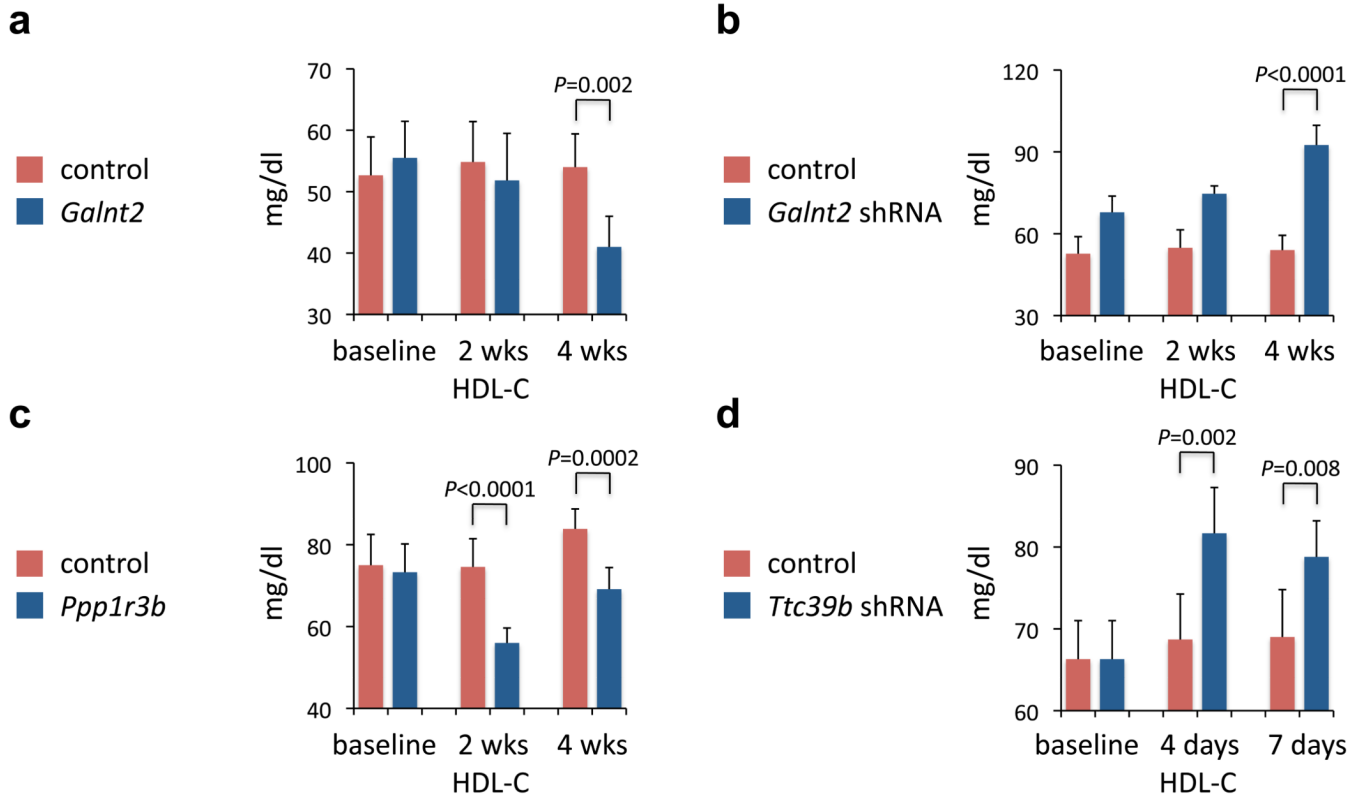 a
control
Galnt2
mg/dl
70
60
50
40
30
P=0.002
baseline 2 wks 4 wks
HDL-C
b
control
Galnt2 shRNA
mg/dl
120
90
60
30
P<0.0001
baseline 2 wks 4 wks
HDL-C
c
control
Ppp1r3b
mg/dl
100
80
60
40
P<0.0001
P=0.0002
baseline 2 wks 4 wks
HDL-C
d
control
Ttc39b shRNA
mg/dl
90
80
70
60
P=0.002
P=0.008
baseline 4 days 7 days
HDL-C